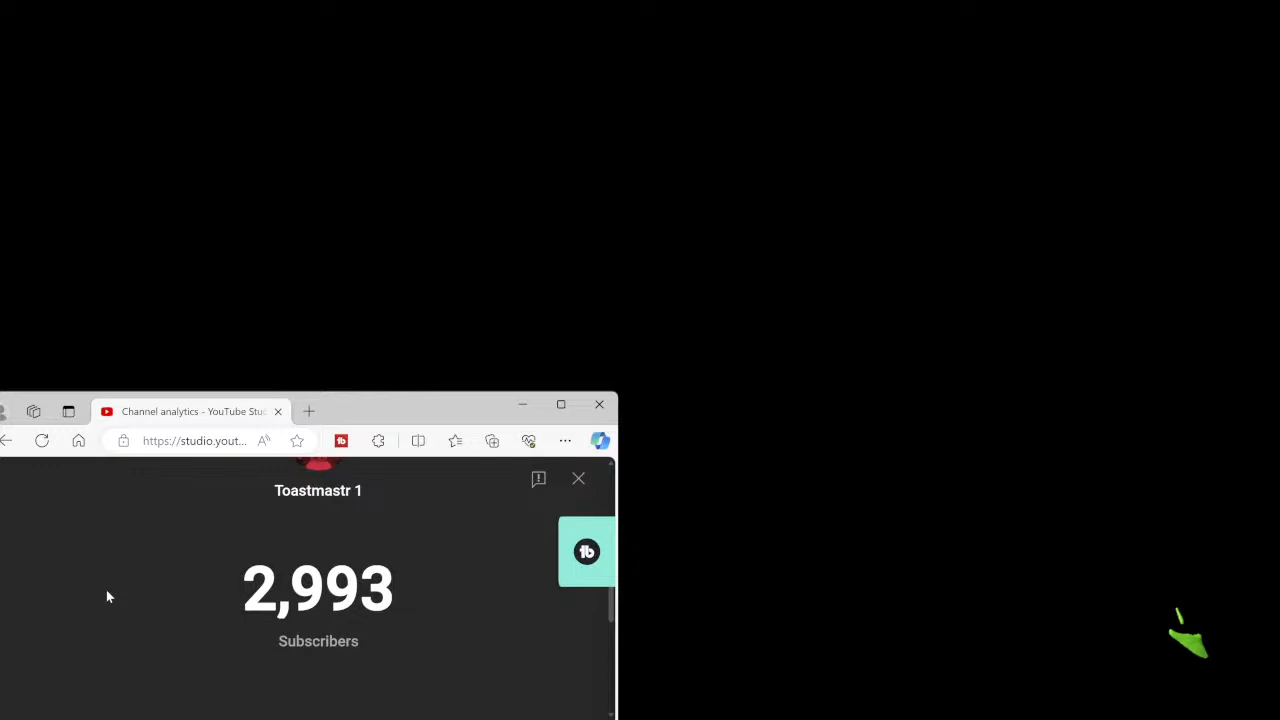 Channel analytics - YouTube Stu
https://studio.yout...
Toastmastr 1
2,993
Subscribers